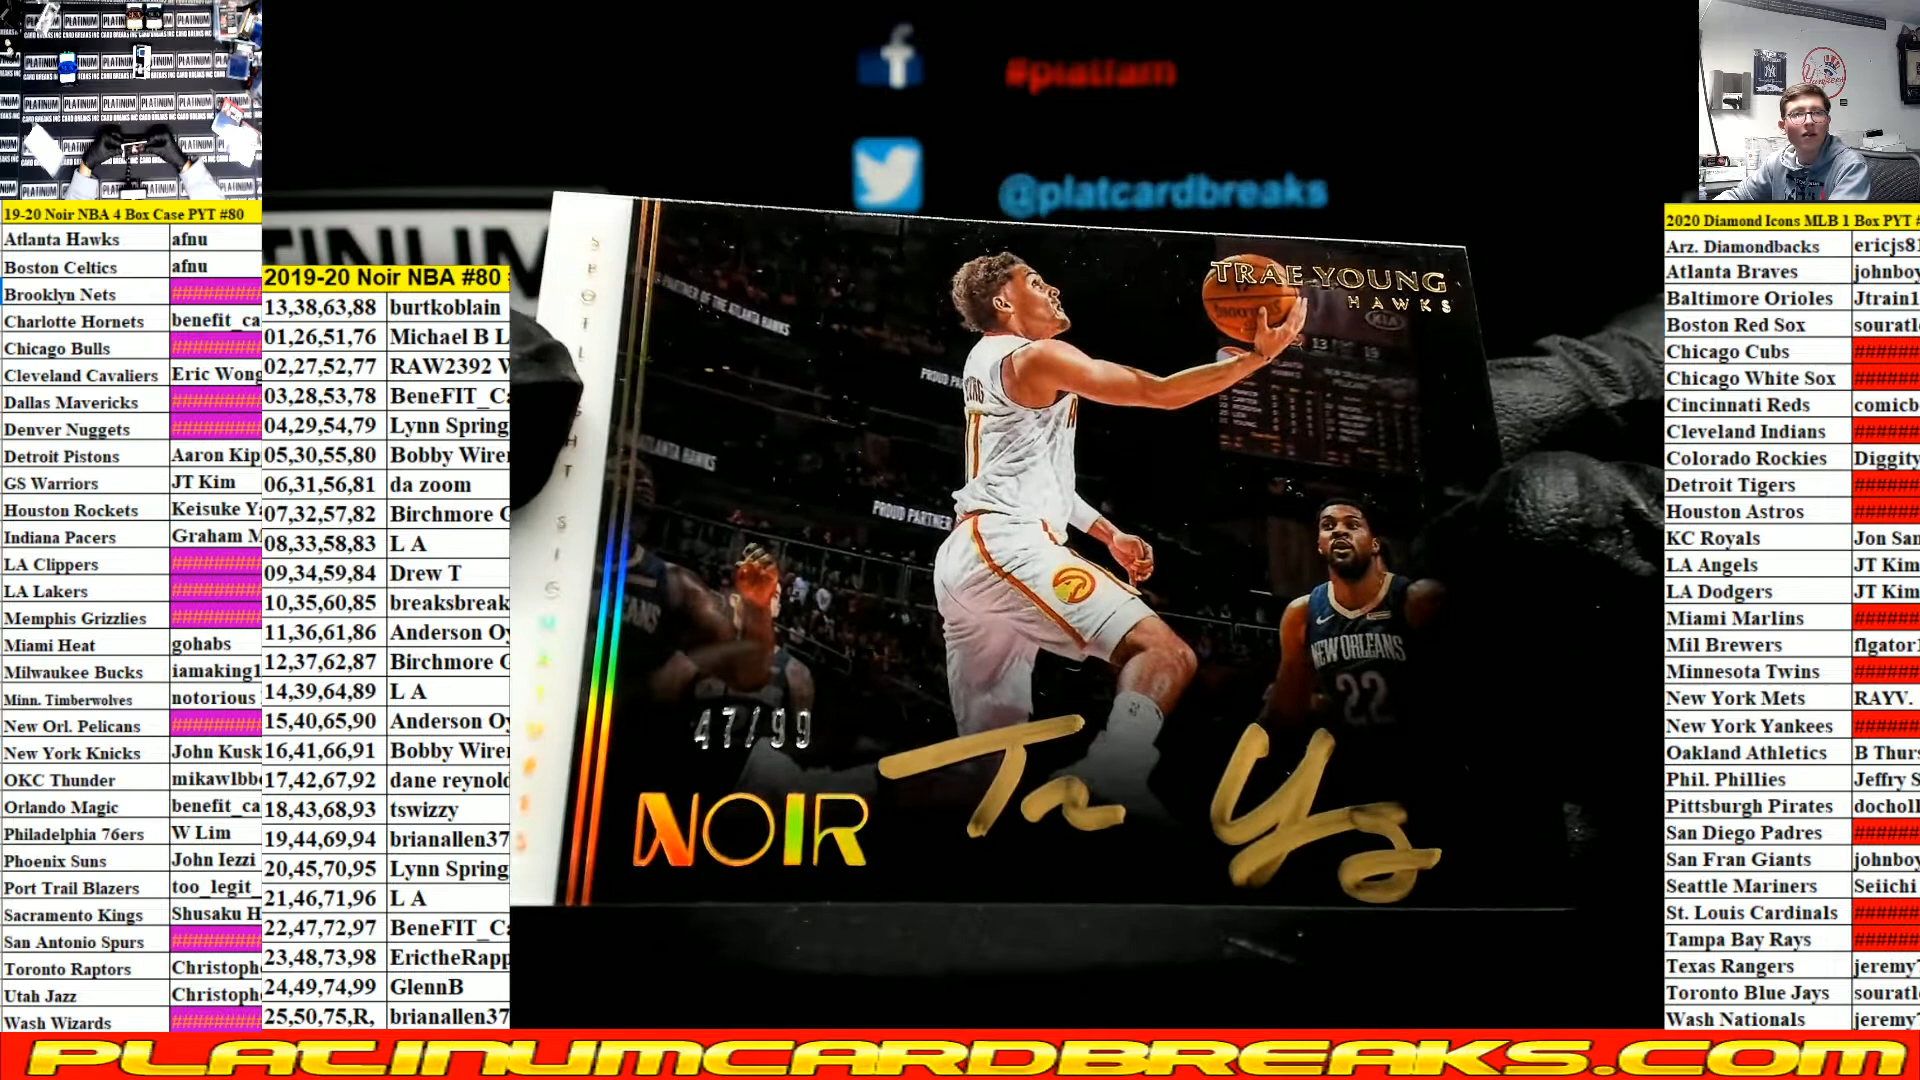 #platfam
@platcardbreaks
19-20 Noir NBA 4 Box Case PYT #80
Atlanta Hawks afnu
Boston Celtics afnu
Brooklyn Nets ##########
Charlotte Hornets benefit_ca
Chicago Bulls ##########
Cleveland Cavaliers Eric Wong
Dallas Mavericks ##########
Denver Nuggets ##########
Detroit Pistons Aaron Kip
GS Warriors JT Kim
Houston Rockets Keisuke Y
Indiana Pacers Graham M
LA Clippers ##########
LA Lakers ##########
Memphis Grizzlies ##########
Miami Heat gohabs
Milwaukee Bucks iamaking1
Minn. Timberwolves notorious
New Orl. Pelicans ##########
New York Knicks John Kusk
OKC Thunder mikawlbb
Orlando Magic benefit_ca
Philadelphia 76ers W Lim
Phoenix Suns John Iezzi
Port Trail Blazers too_legit_
Sacramento Kings Shusaku H
San Antonio Spurs ##########
Toronto Raptors Christoph
Utah Jazz Christoph
Wash Wizards ##########
2019-20 Noir NBA #80
13,38,63,88 burtkoblain
01,26,51,76 Michael B L
02,27,52,77 RAW2392 W
03,28,53,78 BeneFIT_Ca
04,29,54,79 Lynn Spring
05,30,55,80 Bobby Wire
06,31,56,81 da zoom
07,32,57,82 Birchmore G
08,33,58,83 L A
09,34,59,84 Drew T
10,35,60,85 breaksbreak
11,36,61,86 Anderson Oy
12,37,62,87 Birchmore G
14,39,64,89 L A
15,40,65,90 Anderson Oy
16,41,66,91 Bobby Wire
17,42,67,92 dane reynold
18,43,68,93 tswizzy
19,44,69,94 brianallen37
20,45,70,95 Lynn Spring
21,46,71,96 L A
22,47,72,97 BeneFIT_Ca
23,48,73,98 ErictheRapp
24,49,74,99 GlennB
25,50,75,R, brianallen37
SPOTLIGHT SIGNATURES
TRAE YOUNG
HAWKS
KIA
PARTNER OF THE ATLANTA HAWKS
PROUD PA
ATLANTA HAWKS
PROUD PARTNER
NEW ORLEANS
22
47/99
NOIR
2020 Diamond Icons MLB 1 Box PYT #
Arz. Diamondbacks ericjs81
Atlanta Braves johnboy
Baltimore Orioles Jtrain1
Boston Red Sox souratl
Chicago Cubs #######
Chicago White Sox #######
Cincinnati Reds comicb
Cleveland Indians #######
Colorado Rockies Diggity
Detroit Tigers #######
Houston Astros #######
KC Royals Jon San
LA Angels JT Kim
LA Dodgers JT Kim
Miami Marlins #######
Mil Brewers flgator
Minnesota Twins #######
New York Mets RAYV.
New York Yankees #######
Oakland Athletics B Thur
Phil. Phillies Jeffry S
Pittsburgh Pirates docholl
San Diego Padres #######
San Fran Giants johnboy
Seattle Mariners Seiichi
St. Louis Cardinals #######
Tampa Bay Rays #######
Texas Rangers jeremy
Toronto Blue Jays souratl
Wash Nationals jeremy
PLATINUMCARDBREAKS.COM